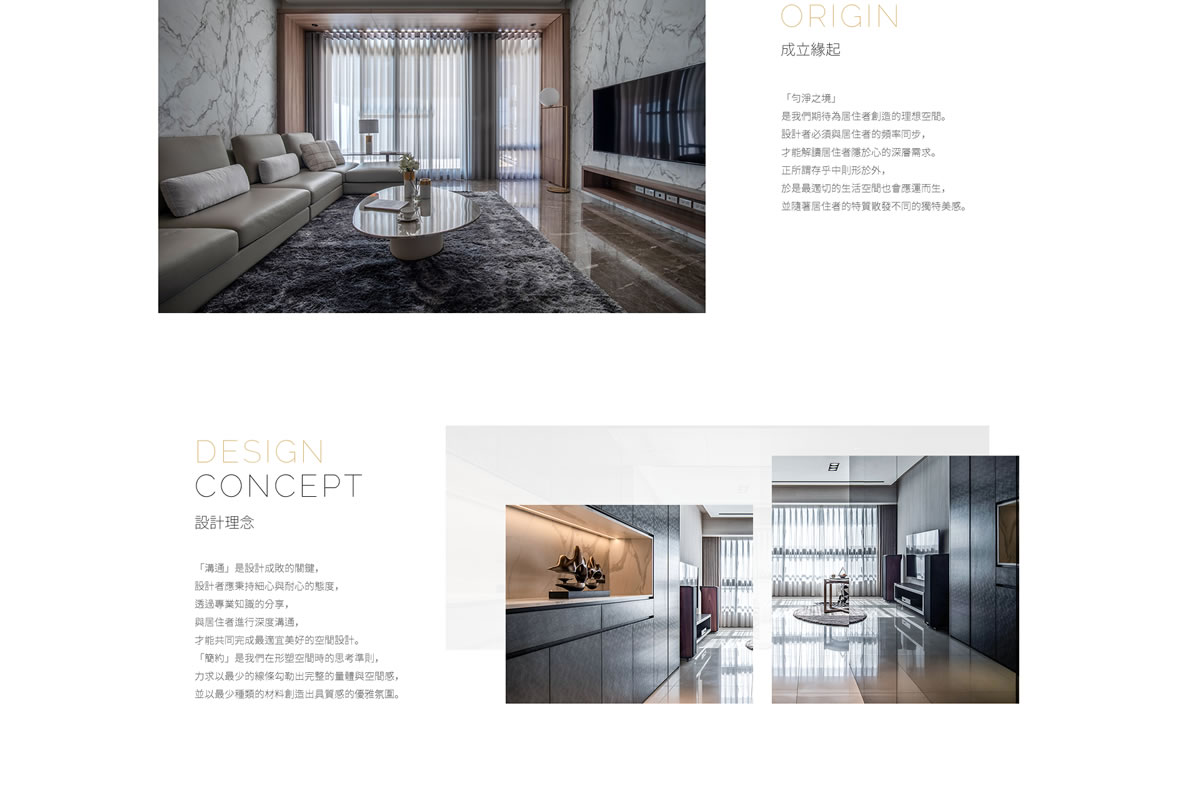 ORIGIN
成立緣起
「勻淨之境」
是我們期待為居住者創造的理想空間。
設計者必須與居住者的頻率同步，
才能解讀居住者隱於心的深層需求。
正所謂存乎中則形於外，
於是最適切的生活空間也會應運而生，
並隨著居住者的特質散發不同的獨特美感。
DESIGN
CONCEPT
設計理念
「溝通」是設計成敗的關鍵，
設計者應秉持細心與耐心的態度，
透過專業知識的分享，
與居住者進行深度溝通，
才能共同完成最適宜美好的空間設計。
「簡約」是我們在形塑空間時的思考準則，
力求以最少的線條勾勒出完整的量體與空間感，
並以最少種類的材料創造出具質感的優雅氛圍。